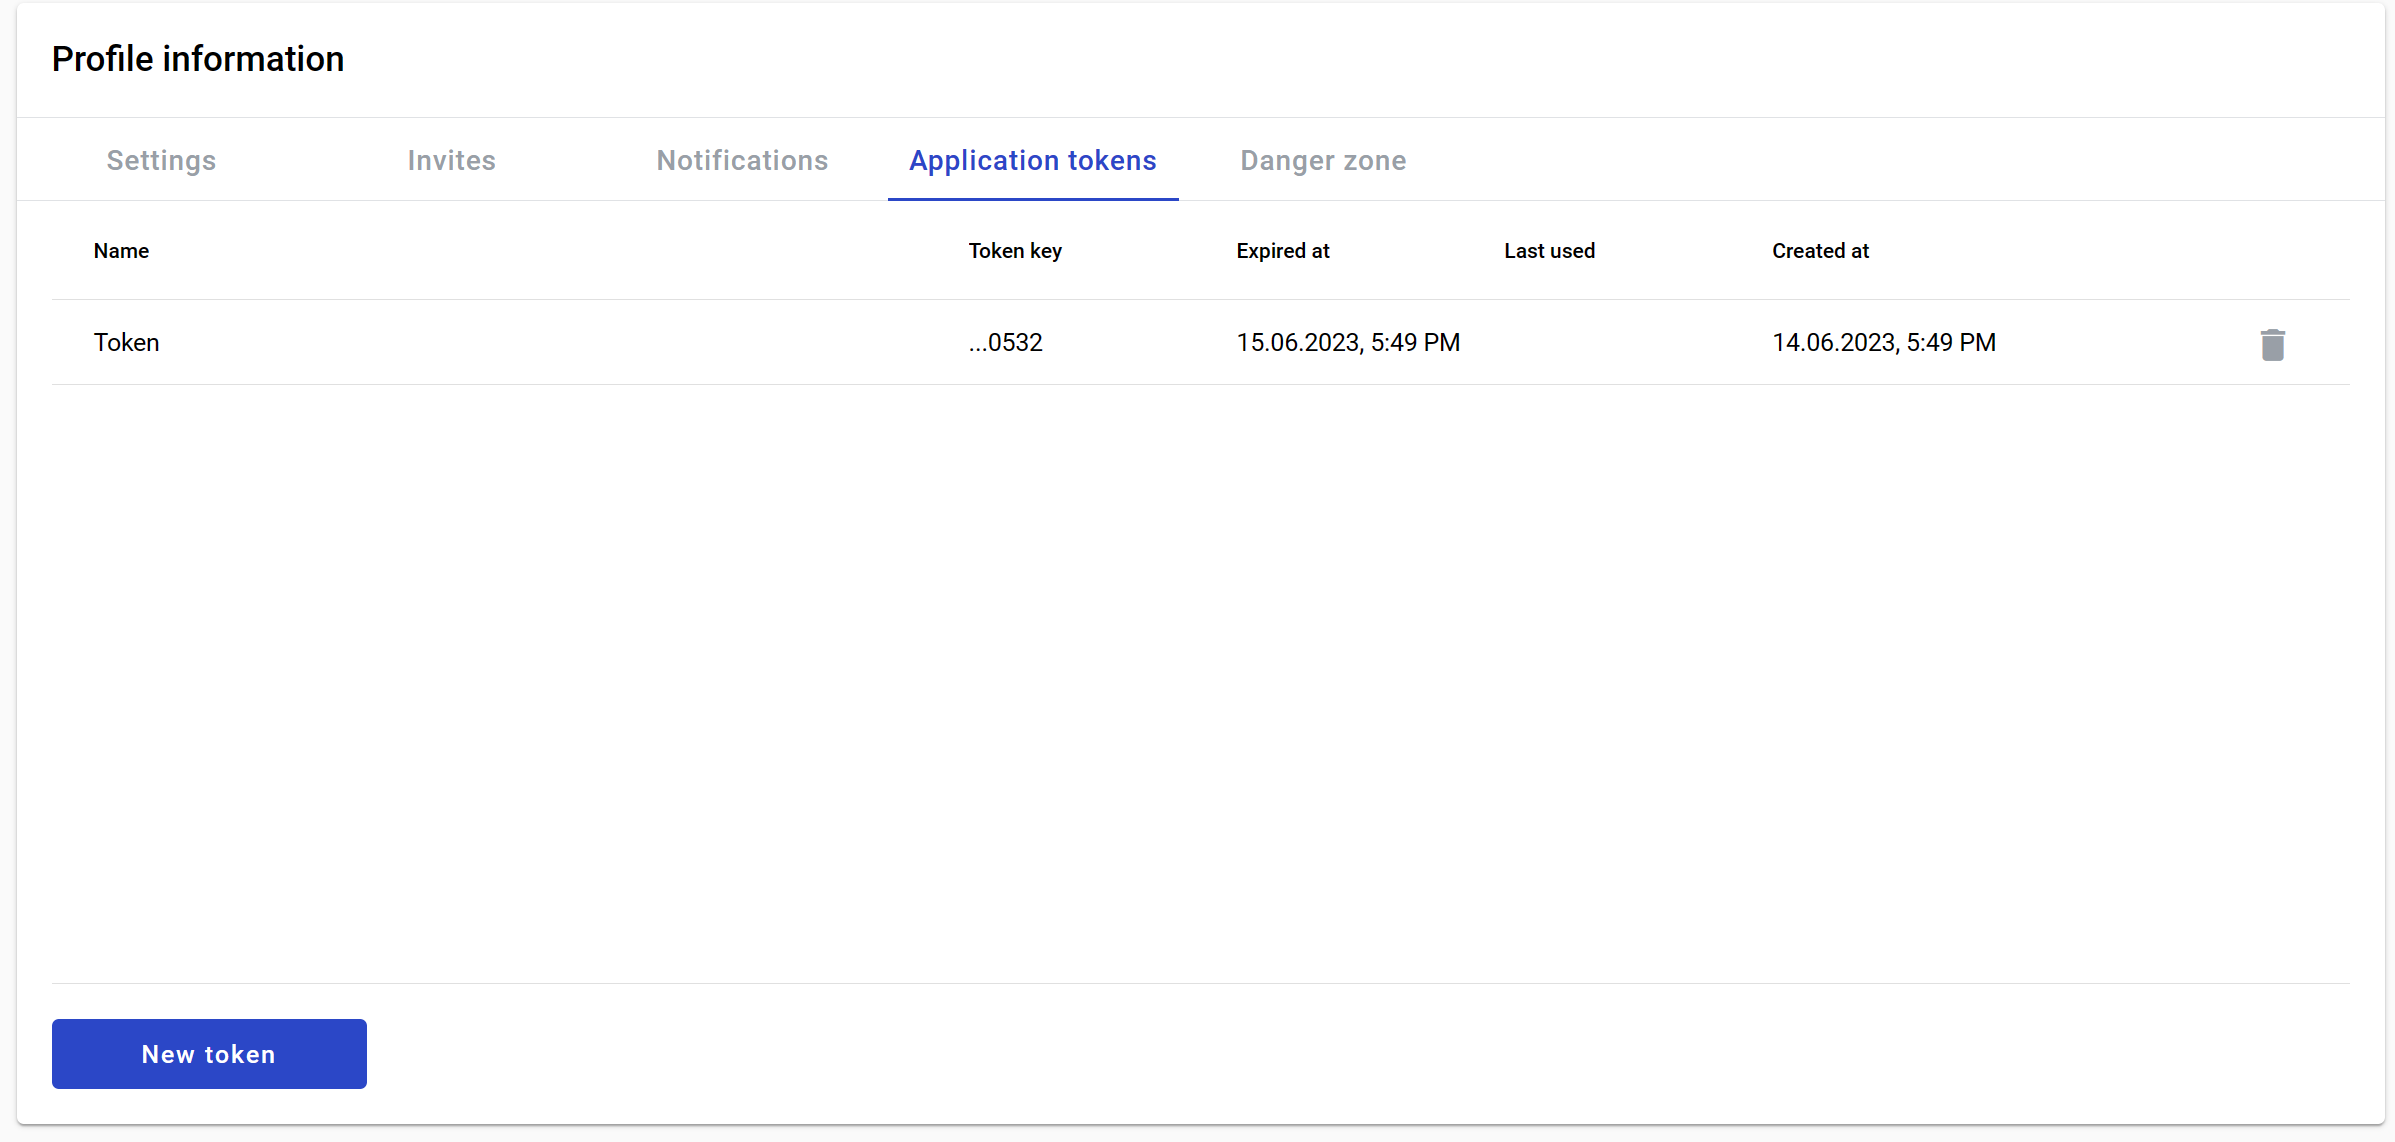 Profile information
Settings Invites Notifications Application tokens Danger zone
Name Token key Expired at Last used Created at
Token ...0532 15.06.2023, 5:49 PM 14.06.2023, 5:49 PM
New token